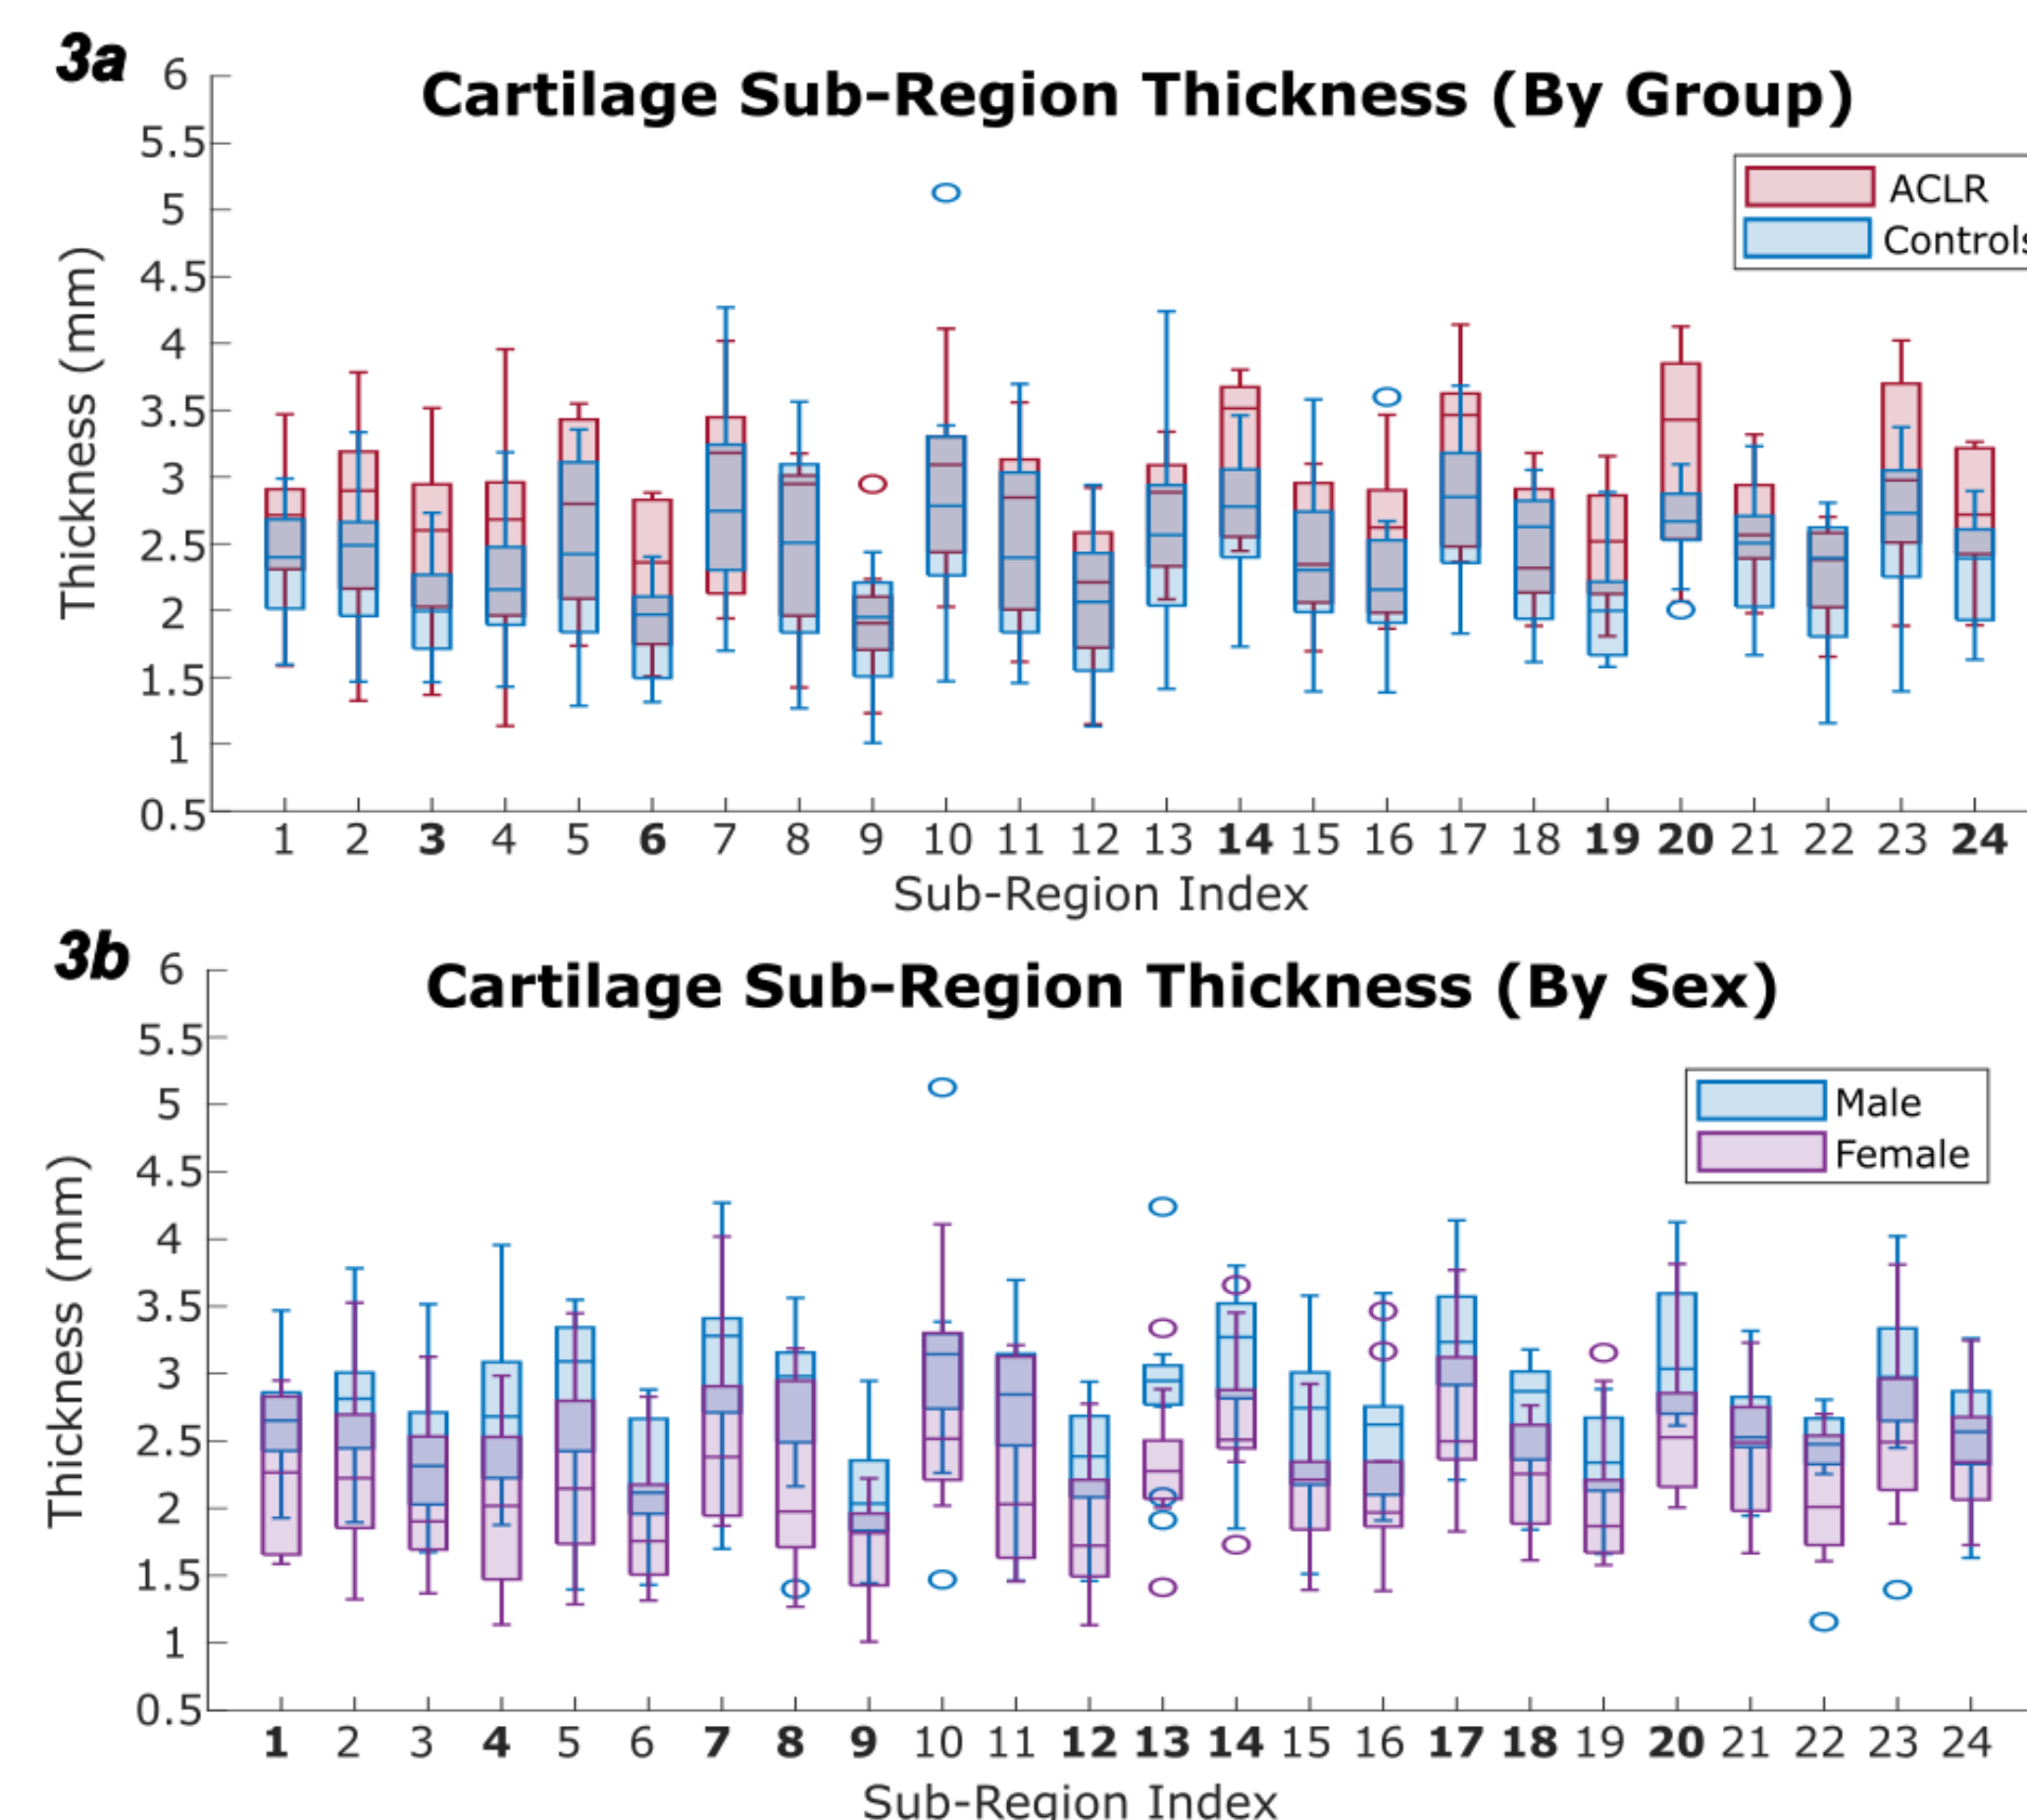 3a
Cartilage Sub-Region Thickness (By Group)
6
5.5
5
4.5
4
3.5
3
2.5
2
1.5
1
0.5
Thickness (mm)
ACLR
Controls
1 2 3 4 5 6 7 8 9 10 11 12 13 14 15 16 17 18 19 20 21 22 23 24
Sub-Region Index
3b
Cartilage Sub-Region Thickness (By Sex)
6
5.5
5
4.5
4
3.5
3
2.5
2
1.5
1
0.5
Thickness (mm)
Male
Female
1 2 3 4 5 6 7 8 9 10 11 12 13 14 15 16 17 18 19 20 21 22 23 24
Sub-Region Index